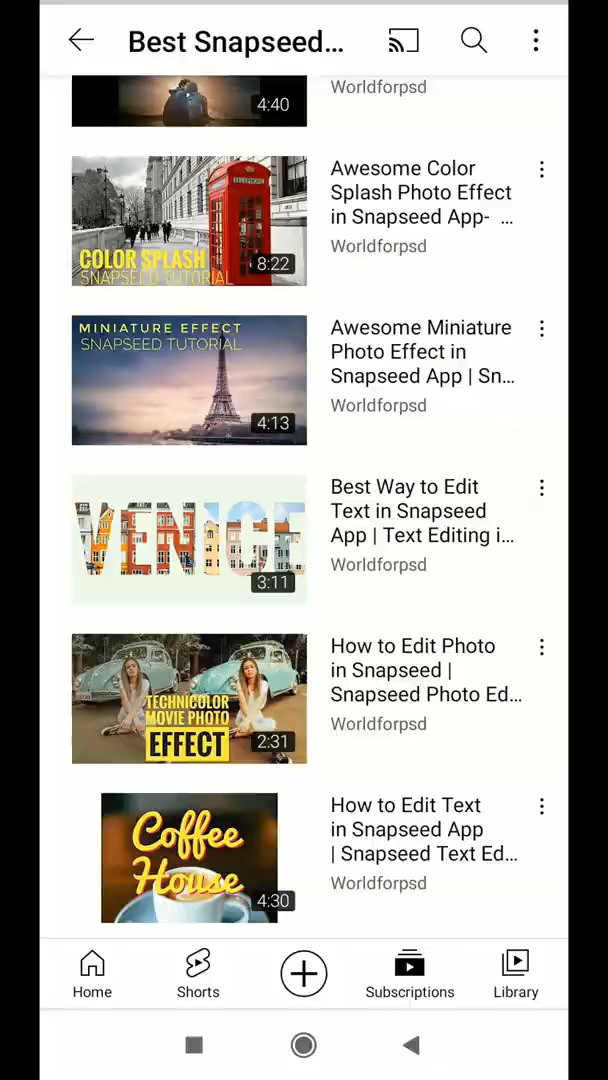 Best Snapseed...
4:40
Worldforpsd
TELEPHONE
COLOR SPLASH
SNAPSEED TUTORIAL
8:22
Awesome Color
Splash Photo Effect
in Snapseed App- ...
Worldforpsd
MINIATURE EFFECT
SNAPSEED TUTORIAL
4:13
Awesome Miniature
Photo Effect in
Snapseed App | Sn...
Worldforpsd
VENICE
3:11
Best Way to Edit
Text in Snapseed
App | Text Editing i...
Worldforpsd
TECHNICOLOR
MOVIE PHOTO
EFFECT
2:31
How to Edit Photo
in Snapseed |
Snapseed Photo Ed...
Worldforpsd
Coffee
House
4:30
How to Edit Text
in Snapseed App
| Snapseed Text Ed...
Worldforpsd
Home
Shorts
Subscriptions
Library